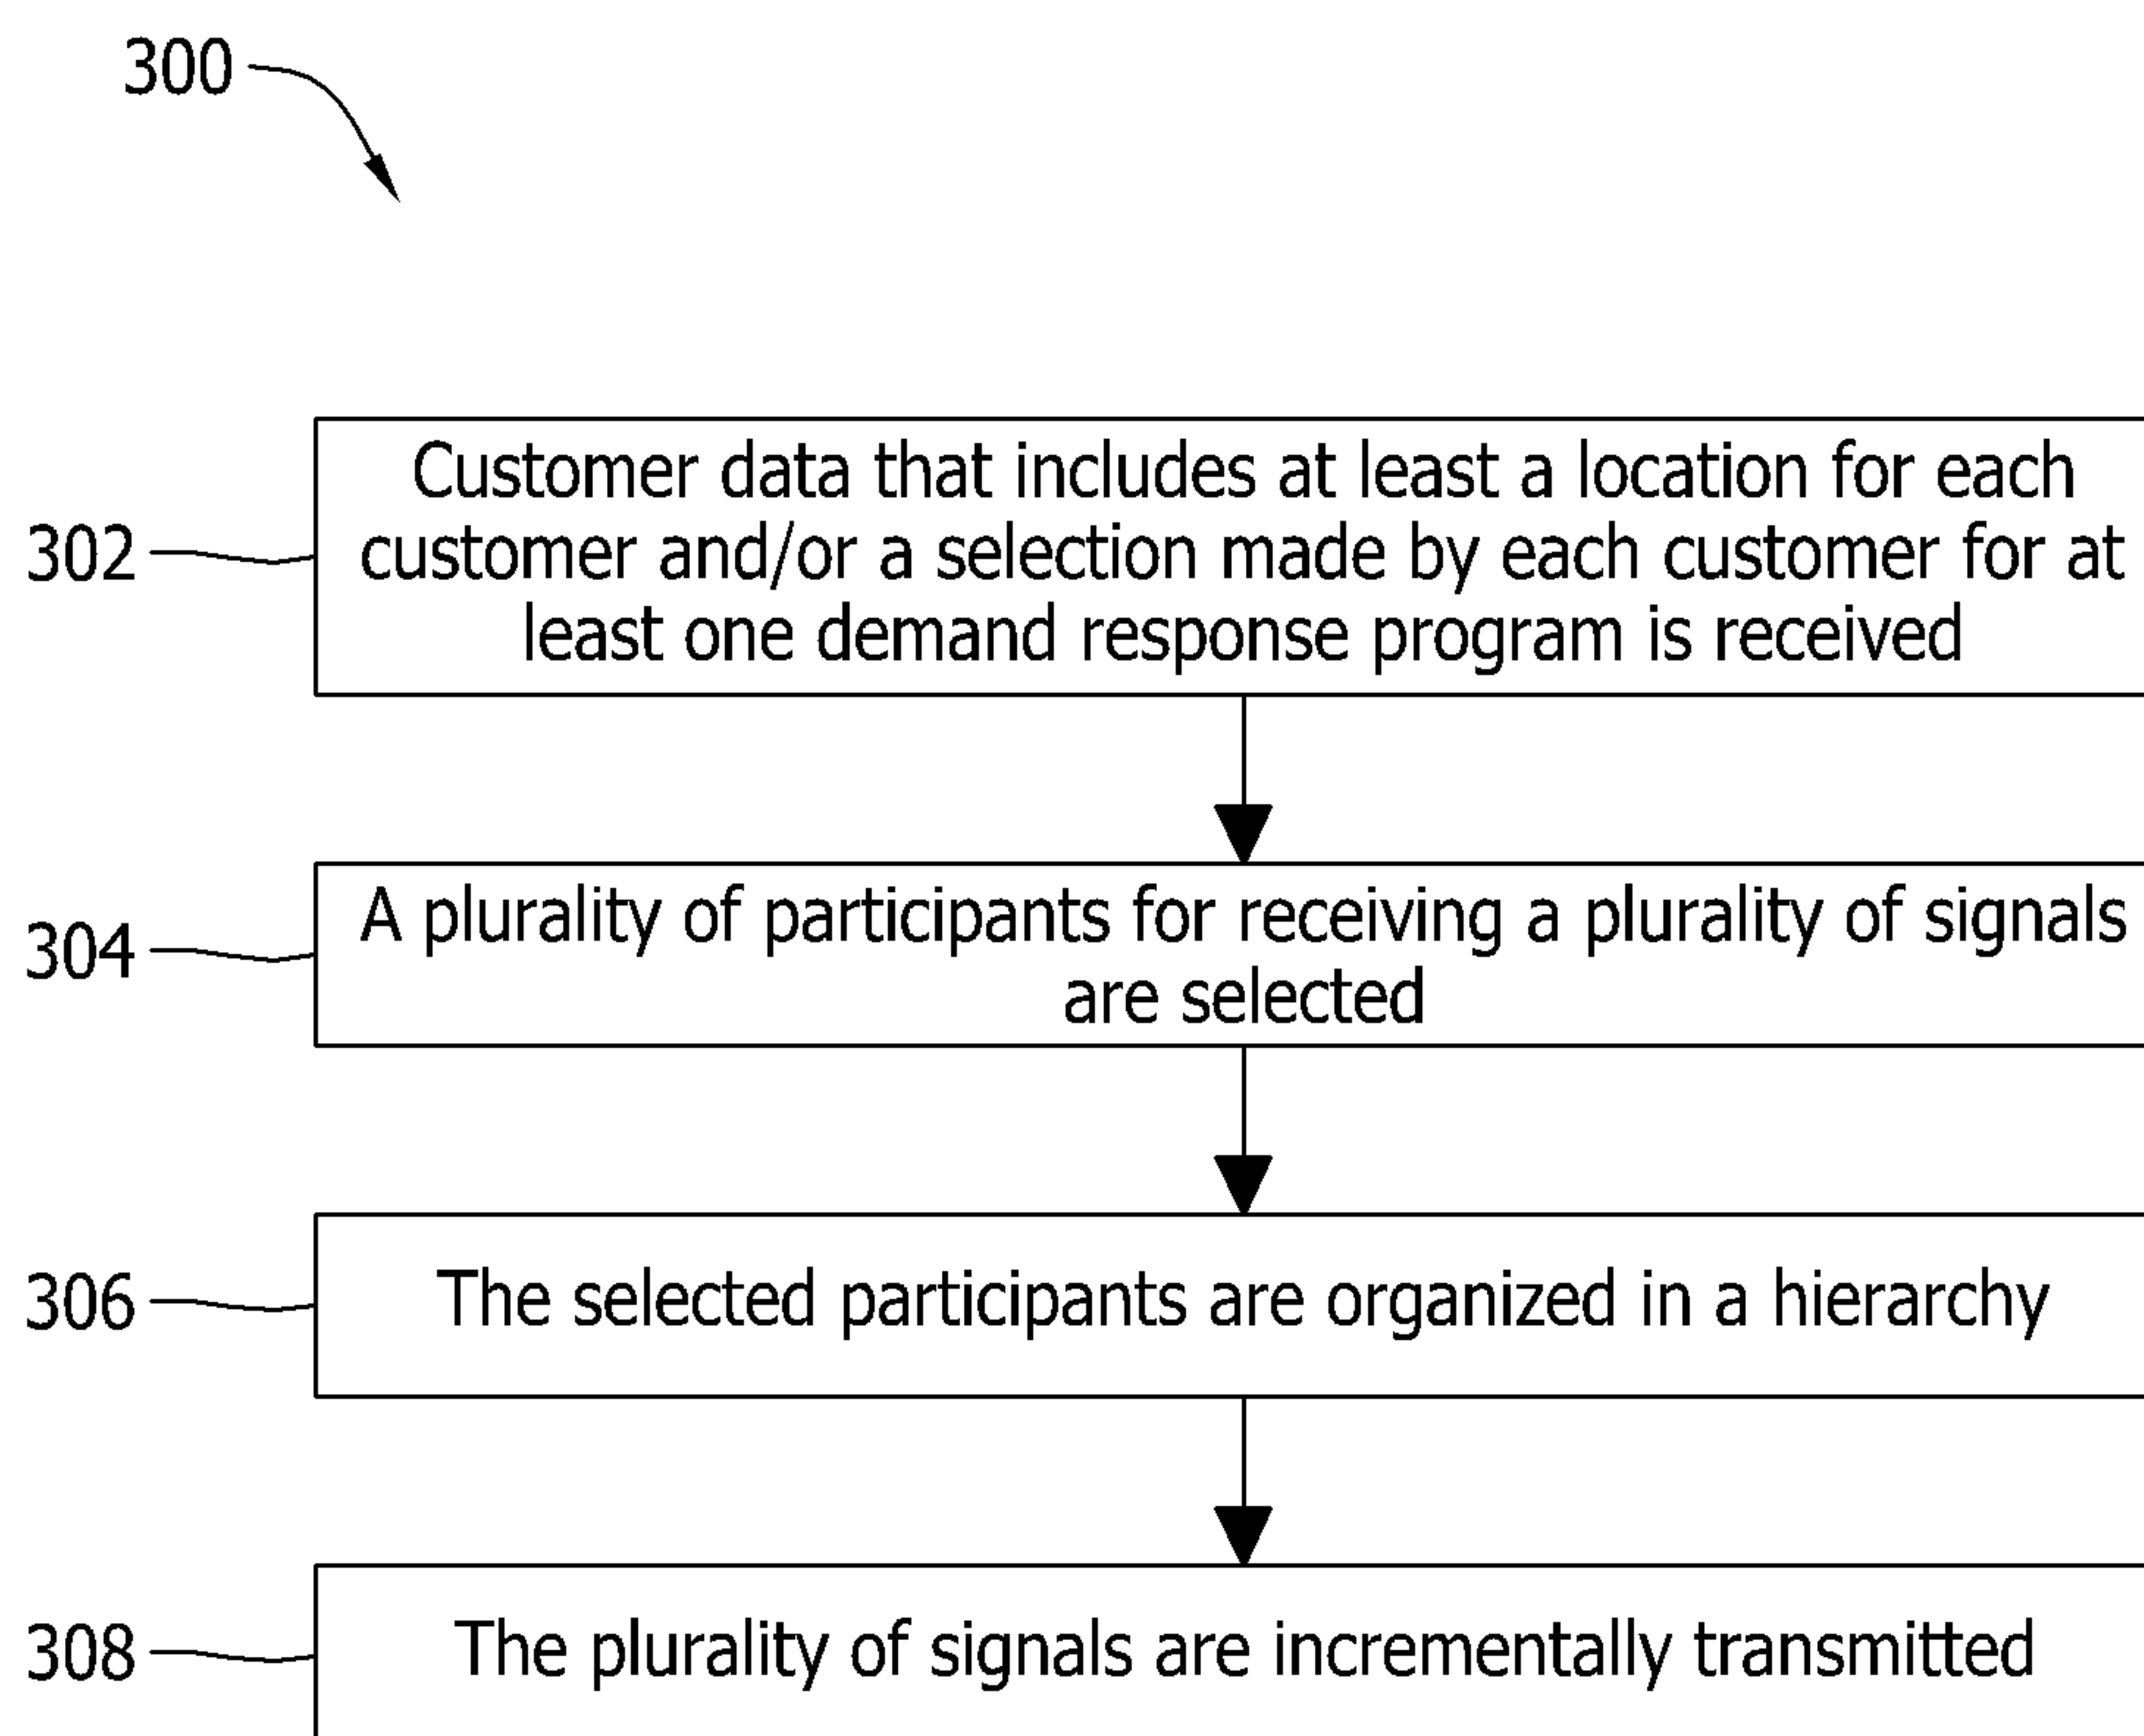 300
302
Customer data that includes at least a location for each
customer and/or a selection made by each customer for at
least one demand response program is received
304
A plurality of participants for receiving a plurality of signals
are selected
306
The selected participants are organized in a hierarchy
308
The plurality of signals are incrementally transmitted